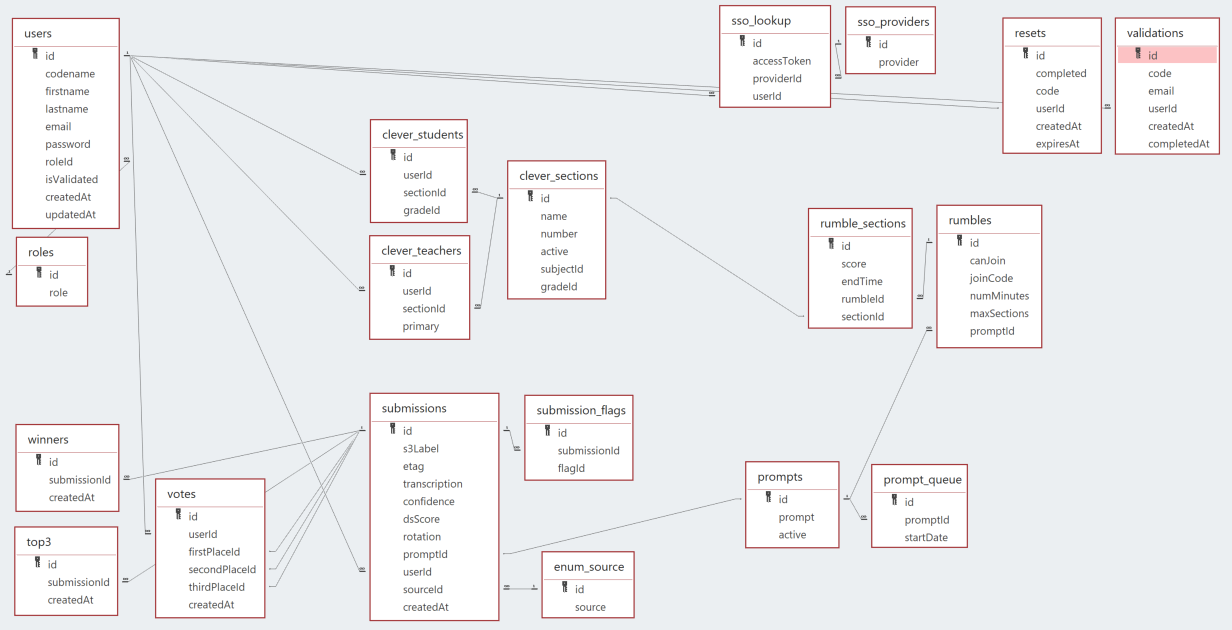 users
id
codename
firstname
lastname
email
password
roleId
isValidated
createdAt
updatedAt
roles
id
role
sso_lookup
id
accessToken
providerId
userId
sso_providers
id
provider
resets
id
completed
code
userId
createdAt
expiresAt
validations
id
code
email
userId
createdAt
completedAt
clever_students
id
userId
sectionId
gradeId
clever_teachers
id
userId
sectionId
primary
clever_sections
id
name
number
active
subjectId
gradeId
rumble_sections
id
score
endTime
rumbleId
sectionId
rumbles
id
canJoin
joinCode
numMinutes
maxSections
promptId
winners
id
submissionId
createdAt
top3
id
submissionId
createdAt
votes
id
userId
firstPlaceId
secondPlaceId
thirdPlaceId
createdAt
submissions
id
s3Label
etag
transcription
confidence
dsScore
rotation
promptId
userId
sourceId
createdAt
submission_flags
id
submissionId
flagId
enum_source
id
source
prompts
id
prompt
active
prompt_queue
id
promptId
startDate